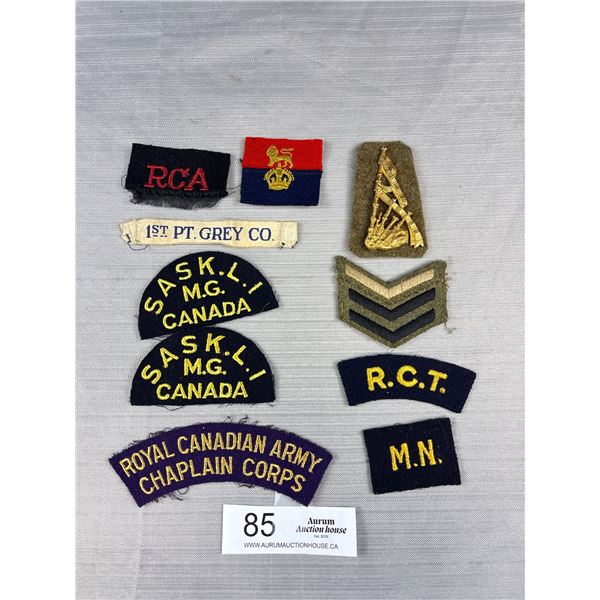 RCA
1ST PT. GREY CO.
SASK.L.I
M.G.
CANADA
SASK.L.I
M.G.
CANADA
R.C.T.
ROYAL CANADIAN ARMY
CHAPLAIN CORPS
M.N.
85
Aurum
Auction house
WWW.AURUMAUCTIONHOUSE.CA